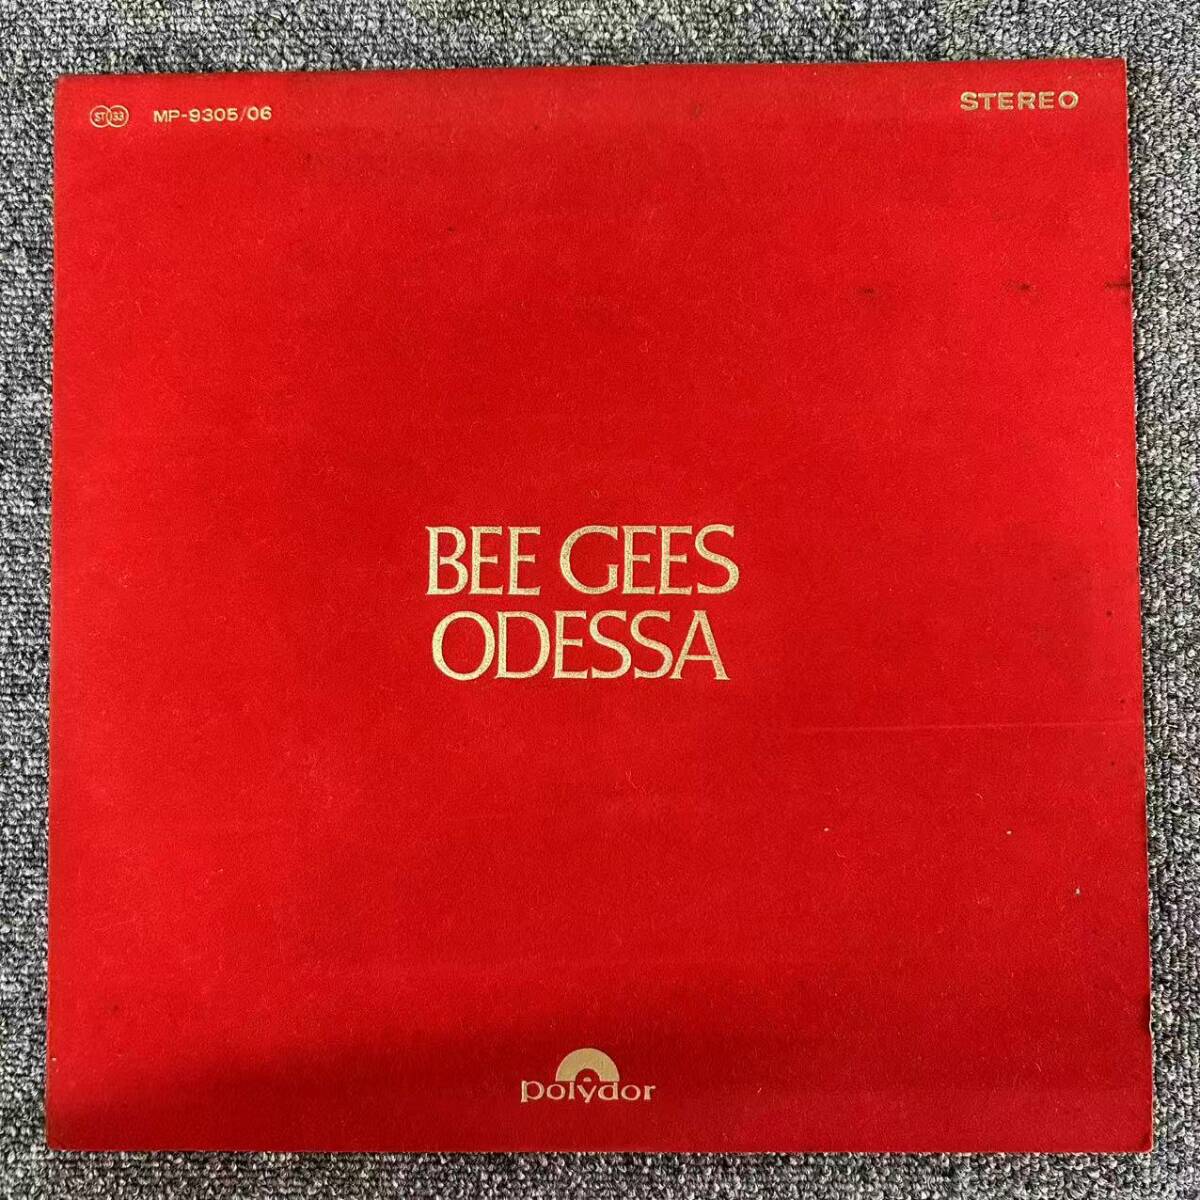 ST 33 MP-9305/06 STEREO
BEE GEES
ODESSA
polydor